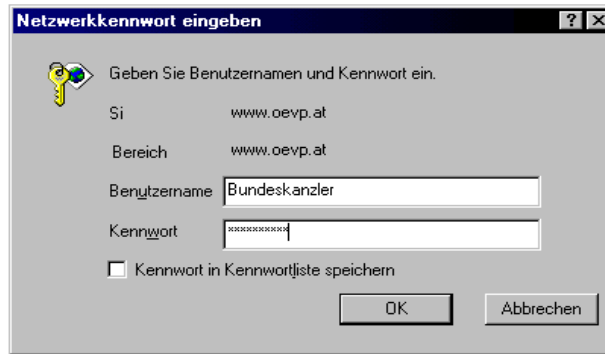 Netzwerkkennwort eingeben
Geben Sie Benutzernamen und Kennwort ein.
Si www.oevp.at
Bereich www.oevp.at
Benutzername Bundeskanzler
Kennwort **********
Kennwort in Kennwortliste speichern
OK Abbrechen